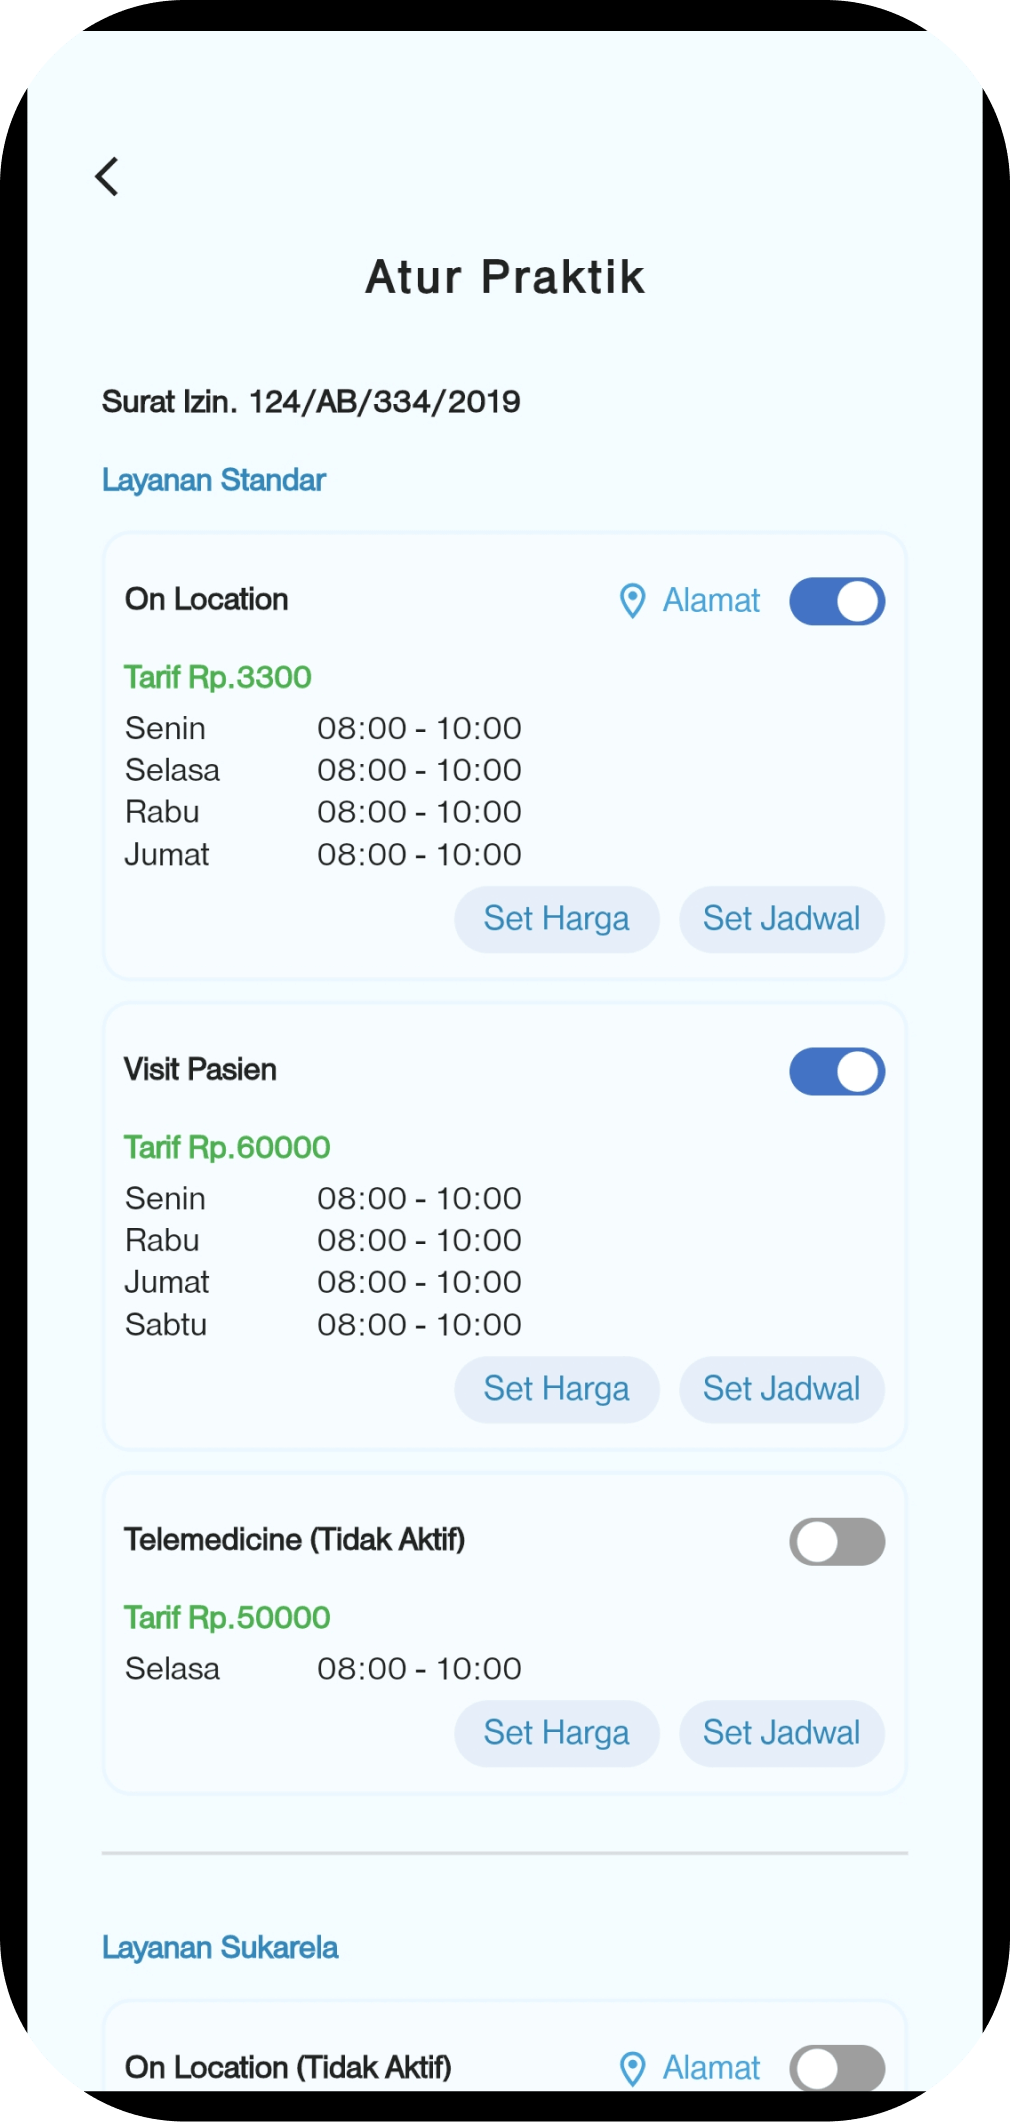 Atur Praktik
Surat Izin. 124/AB/334/2019
Layanan Standar
On Location Alamat
Tarif Rp.3300
Senin 08:00 - 10:00
Selasa 08:00 - 10:00
Rabu 08:00 - 10:00
Jumat 08:00 - 10:00
Set Harga Set Jadwal
Visit Pasien
Tarif Rp.60000
Senin 08:00 - 10:00
Rabu 08:00 - 10:00
Jumat 08:00 - 10:00
Sabtu 08:00 - 10:00
Set Harga Set Jadwal
Telemedicine (Tidak Aktif)
Tarif Rp.50000
Selasa 08:00 - 10:00
Set Harga Set Jadwal
Layanan Sukarela
On Location (Tidak Aktif) Alamat